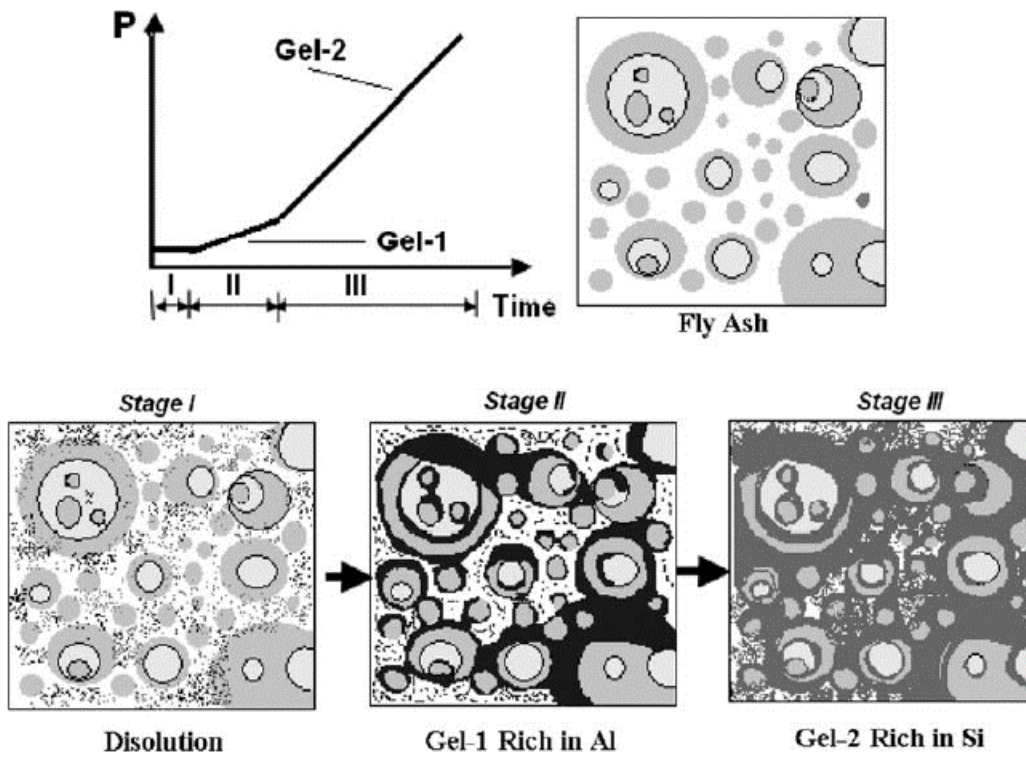 P
Gel-2
Gel-1
I II III
Time
Fly Ash
Stage I
Stage II
Stage III
Disolution
Gel-1 Rich in Al
Gel-2 Rich in Si